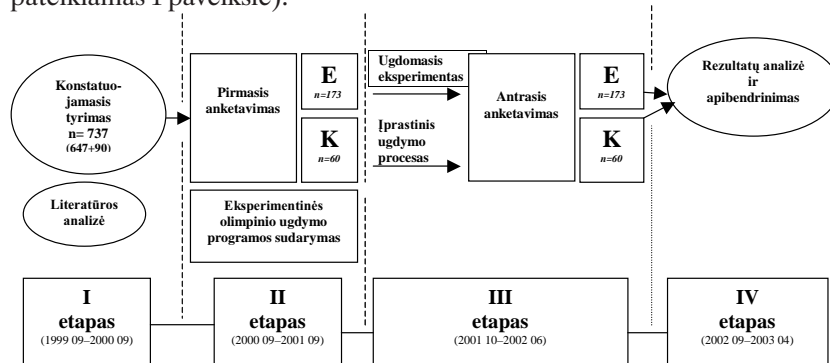 pateikiamas 1 paveiksle).
Konstatuo-
jamasis
tyrimas
n= 737
(647+90)
Literatūros
analizė
Pirmasis
anketavimas
E
n=173
K
n=60
Eksperimentinės
olimpinio ugdymo
programos sudarymas
Ugdomasis
eksperimentas
Įprastinis
ugdymo
procesas
Antrasis
anketavimas
E
n=173
K
n=60
Rezultatų analizė
ir
apibendrinimas
I
etapas
(1999 09–2000 09)
II
etapas
(2000 09–2001 09)
III
etapas
(2001 10–2002 06)
IV
etapas
(2002 09–2003 04)